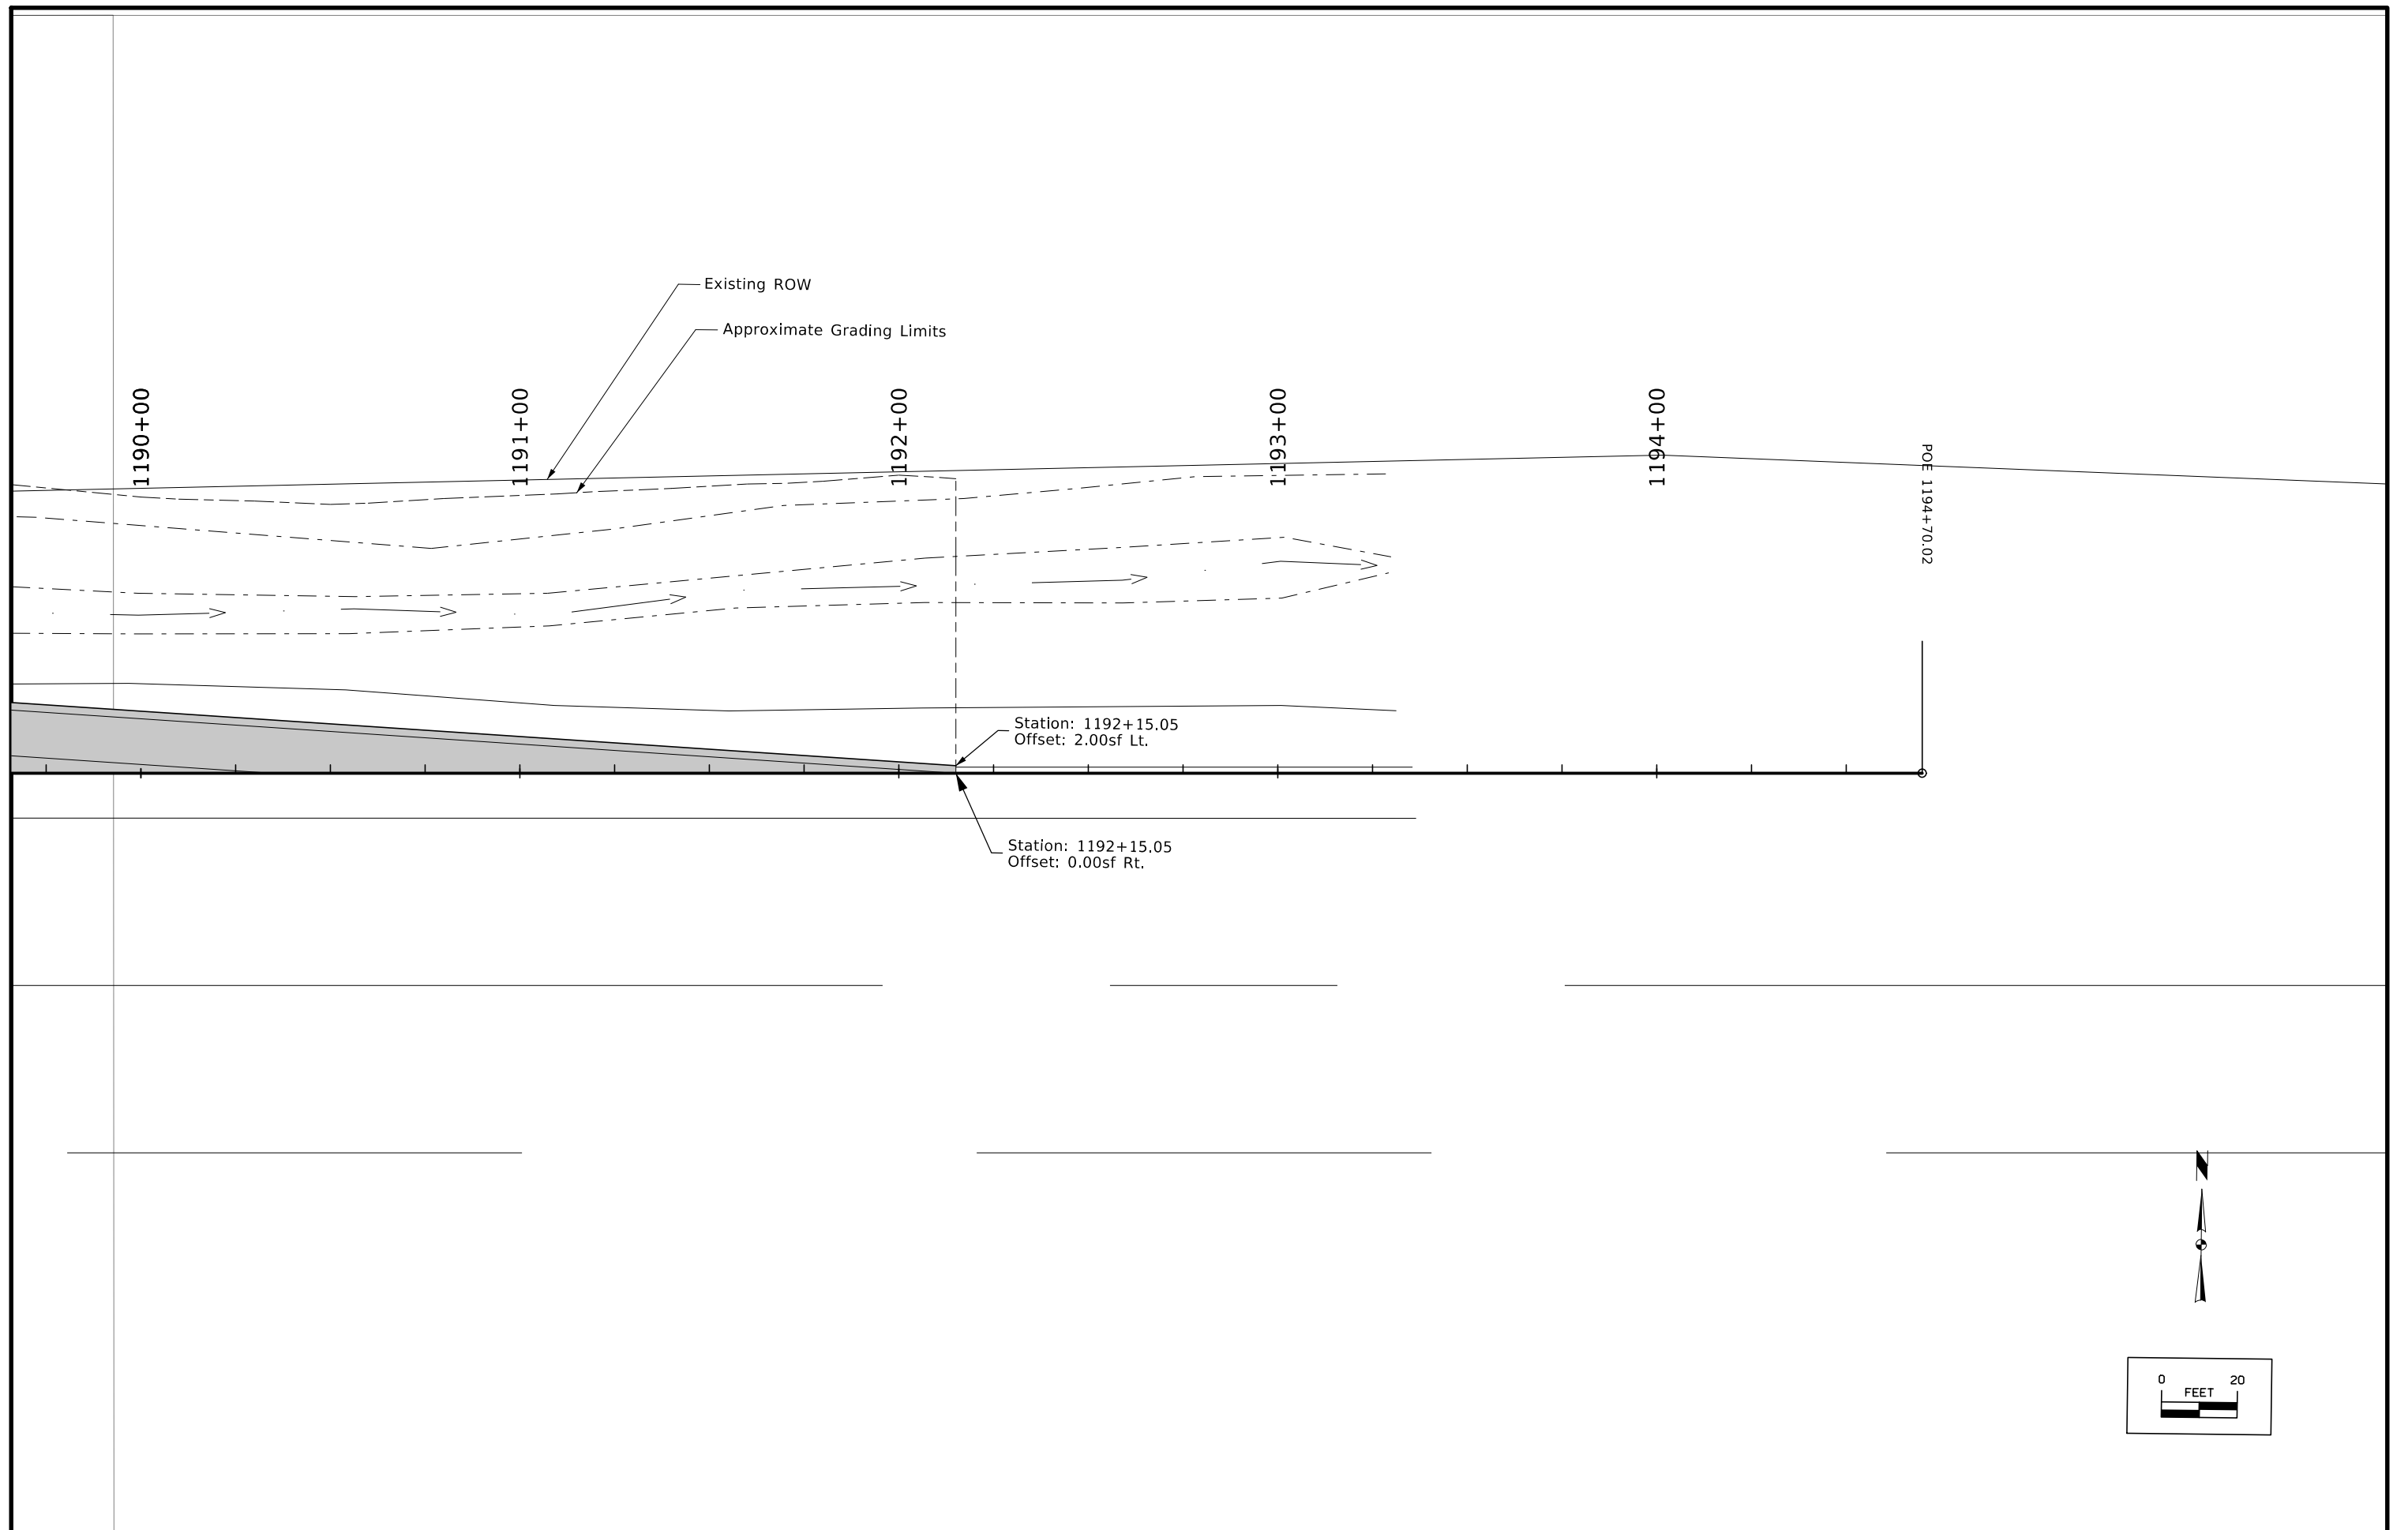 Existing ROW
Approximate Grading Limits
1190+00
1191+00
1192+00
1193+00
1194+00
POE 1194+70.02
Station: 1192+15.05
Offset: 2.00sf Lt.
Station: 1192+15.05
Offset: 0.00sf Rt.
N
0 20
FEET